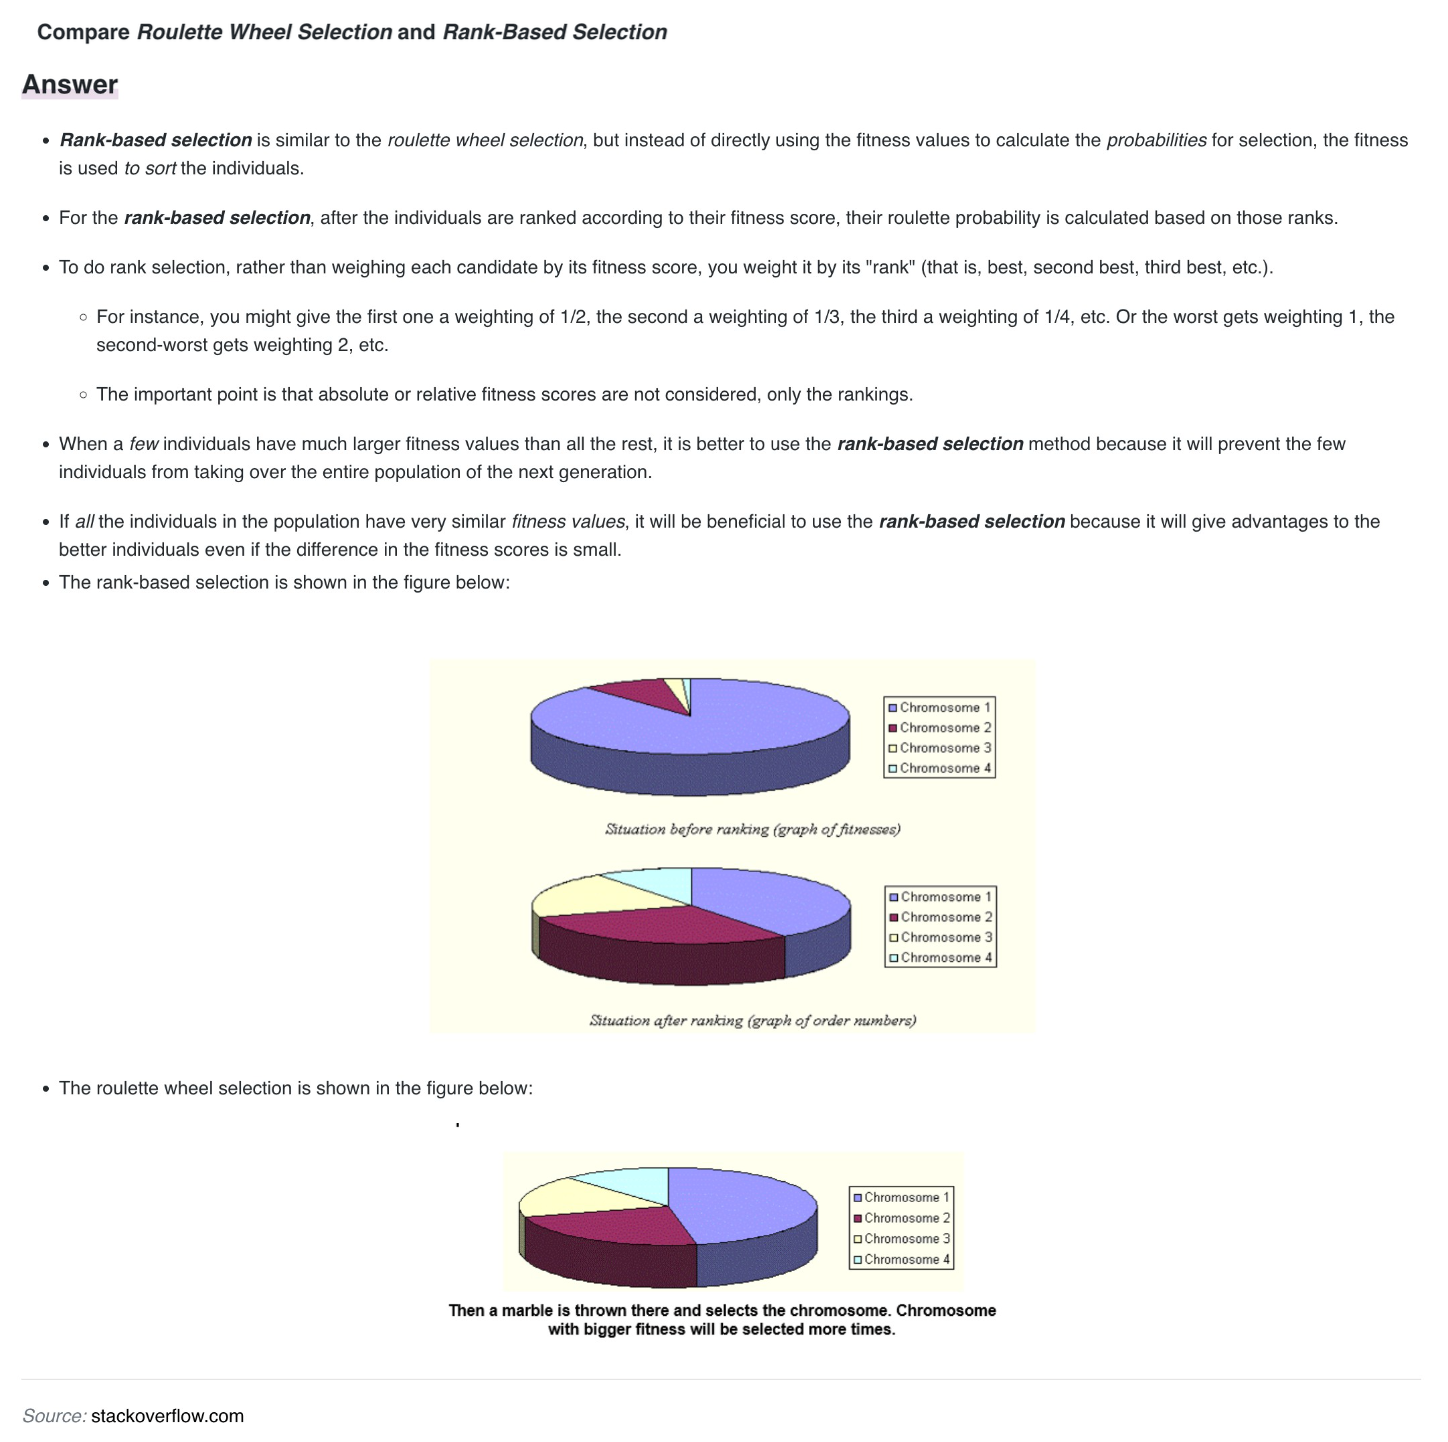 Compare Roulette Wheel Selection and Rank-Based Selection
Answer
• Rank-based selection is similar to the roulette wheel selection, but instead of directly using the fitness values to calculate the probabilities for selection, the fitness
is used to sort the individuals.
• For the rank-based selection, after the individuals are ranked according to their fitness score, their roulette probability is calculated based on those ranks.
• To do rank selection, rather than weighing each candidate by its fitness score, you weight it by its "rank" (that is, best, second best, third best, etc.).
◦ For instance, you might give the first one a weighting of 1/2, the second a weighting of 1/3, the third a weighting of 1/4, etc. Or the worst gets weighting 1, the
second-worst gets weighting 2, etc.
◦ The important point is that absolute or relative fitness scores are not considered, only the rankings.
• When a few individuals have much larger fitness values than all the rest, it is better to use the rank-based selection method because it will prevent the few
individuals from taking over the entire population of the next generation.
• If all the individuals in the population have very similar fitness values, it will be beneficial to use the rank-based selection because it will give advantages to the
better individuals even if the difference in the fitness scores is small.
• The rank-based selection is shown in the figure below:
Chromosome 1
Chromosome 2
Chromosome 3
Chromosome 4
Situation before ranking (graph of fitnesses)
Chromosome 1
Chromosome 2
Chromosome 3
Chromosome 4
Situation after ranking (graph of order numbers)
• The roulette wheel selection is shown in the figure below:
Chromosome 1
Chromosome 2
Chromosome 3
Chromosome 4
Then a marble is thrown there and selects the chromosome. Chromosome
with bigger fitness will be selected more times.
Source: stackoverflow.com